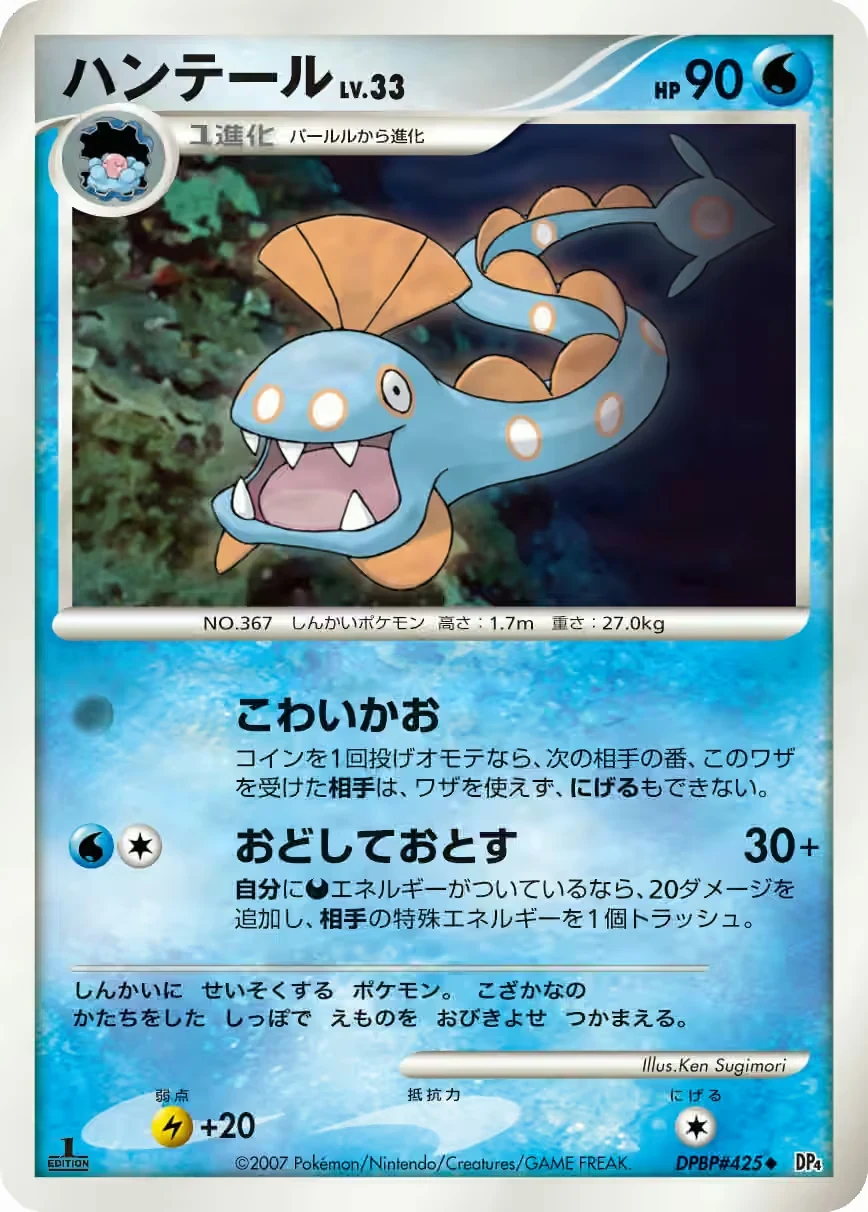 ハンテール LV.33 HP 90
1進化 パールルから進化
NO.367 しんかいポケモン 高さ:1.7m 重さ:27.0kg
こわいかお
コインを1回投げオモテなら、次の相手の番、このワザ
を受けた相手は、ワザを使えず、にげるもできない。
おどしておとす 30+
自分にエネルギーがついているなら、20ダメージを
追加し、相手の特殊エネルギーを1個トラッシュ。
しんかいに せいそくする ポケモン。 こざかなの
かたちをした しっぽで えものを おびきよせ つかまえる。
Illus.Ken Sugimori
弱点 抵抗力 にげる
+20
1 EDITION
©2007 Pokémon/Nintendo/Creatures/GAME FREAK. DPBP#425 DP4